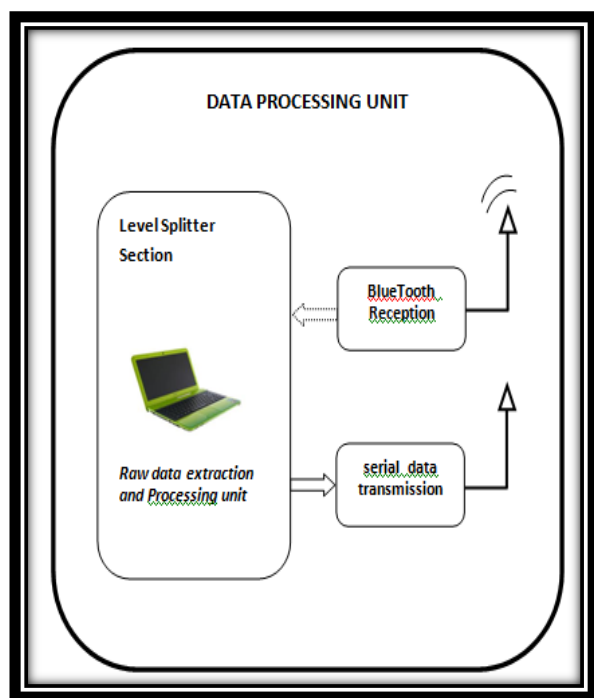 DATA PROCESSING UNIT
Level Splitter
Section
BlueTooth
Reception
Raw data extraction
and Processing unit
serial data
transmission